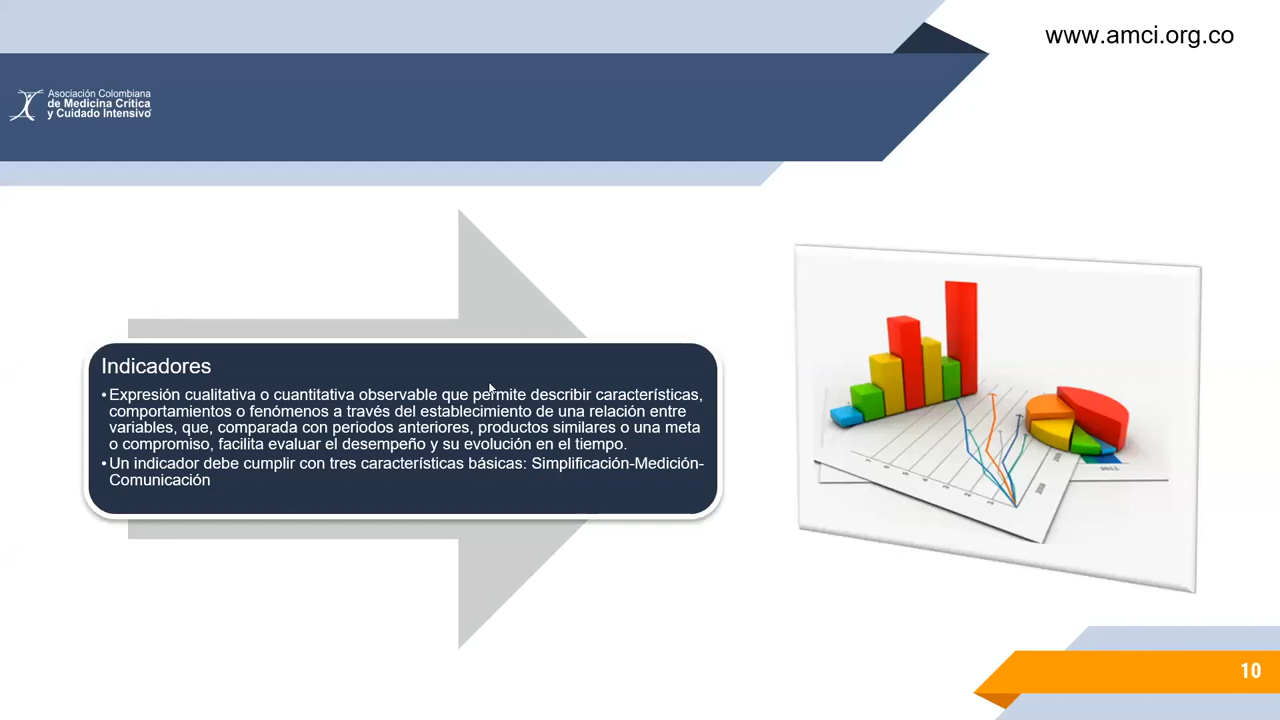 www.amci.org.co
Asociación Colombiana
de Medicina Crítica
y Cuidado Intensivo
Indicadores
•Expresión cualitativa o cuantitativa observable que permite describir características,
comportamientos o fenómenos a través del establecimiento de una relación entre
variables, que, comparada con periodos anteriores, productos similares o una meta
o compromiso, facilita evaluar el desempeño y su evolución en el tiempo.
•Un indicador debe cumplir con tres características básicas: Simplificación-Medición-
Comunicación
10